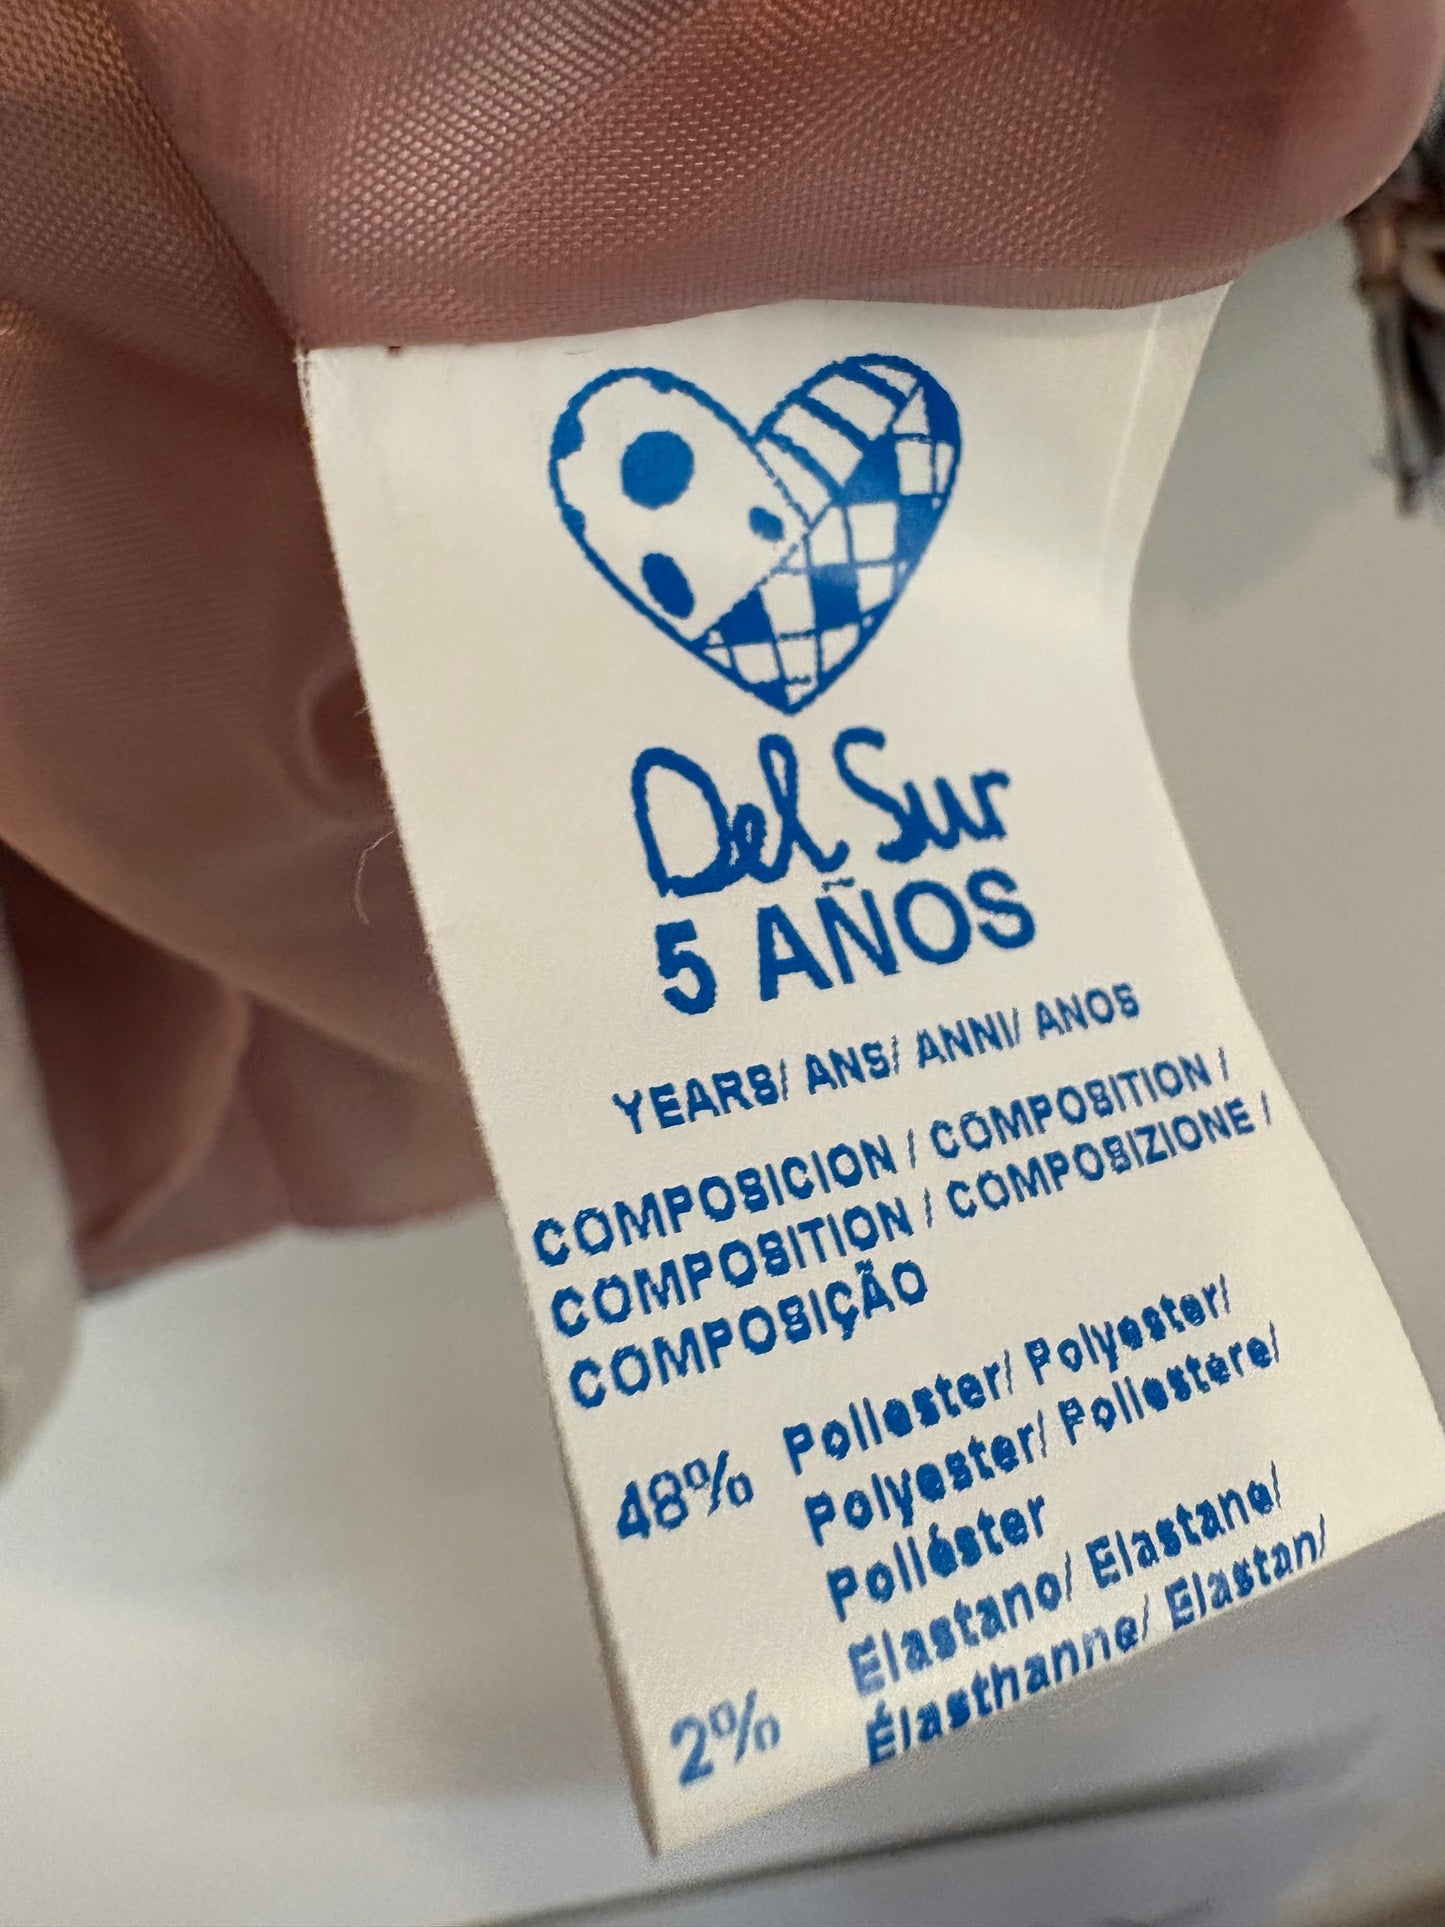 Del Sur
5 AÑOS
YEARS/ ANS/ ANNI/ ANOS
COMPOSICION / COMPOSITION /
COMPOSITION / COMPOSIZIONE /
COMPOSIÇÃO
48% Poliester/ Polyester/
Polyester/ Poliestere/
Poliéster
Elastano/ Elastane/
2% Élasthanne/ Elastan/